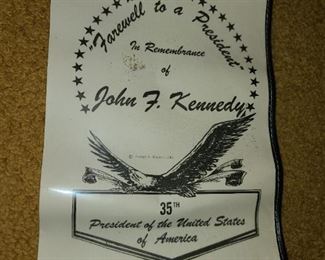 "Farewell to a President"
In Remembrance
of
John F. Kennedy
35TH
President of the United States
of America